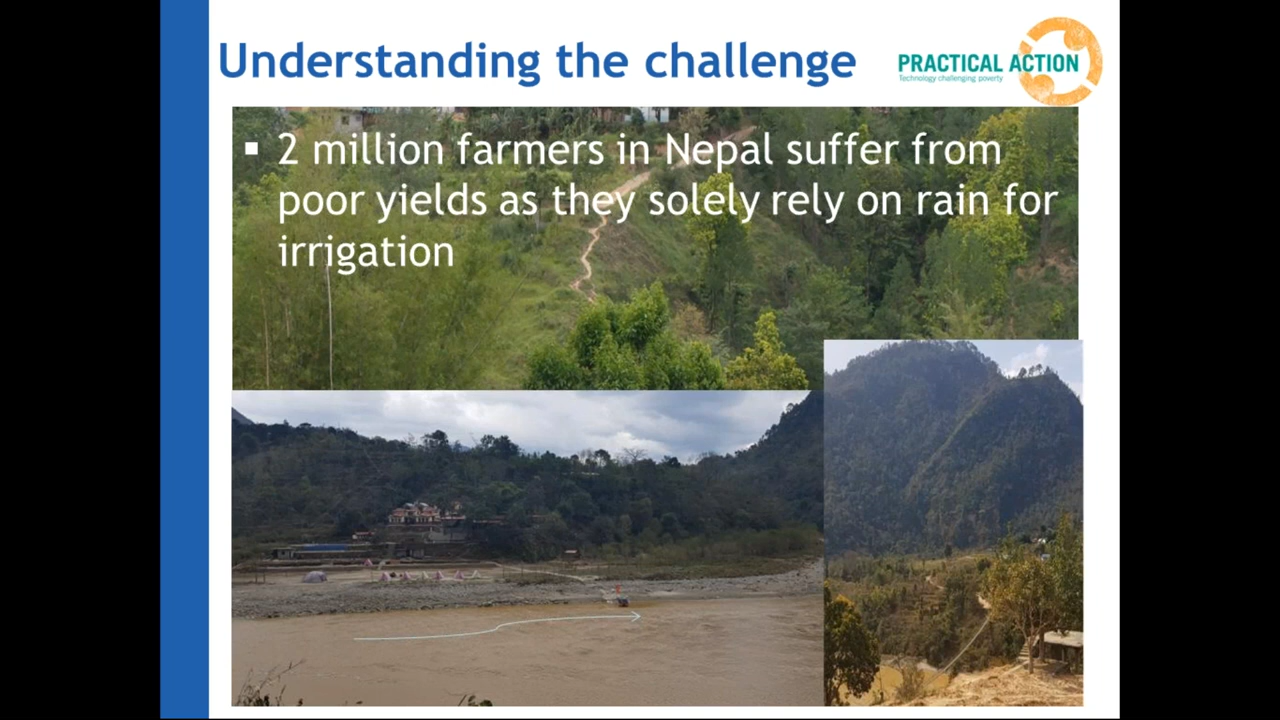 Understanding the challenge
PRACTICAL ACTION
Technology challenging poverty
▪ 2 million farmers in Nepal suffer from
poor yields as they solely rely on rain for
irrigation